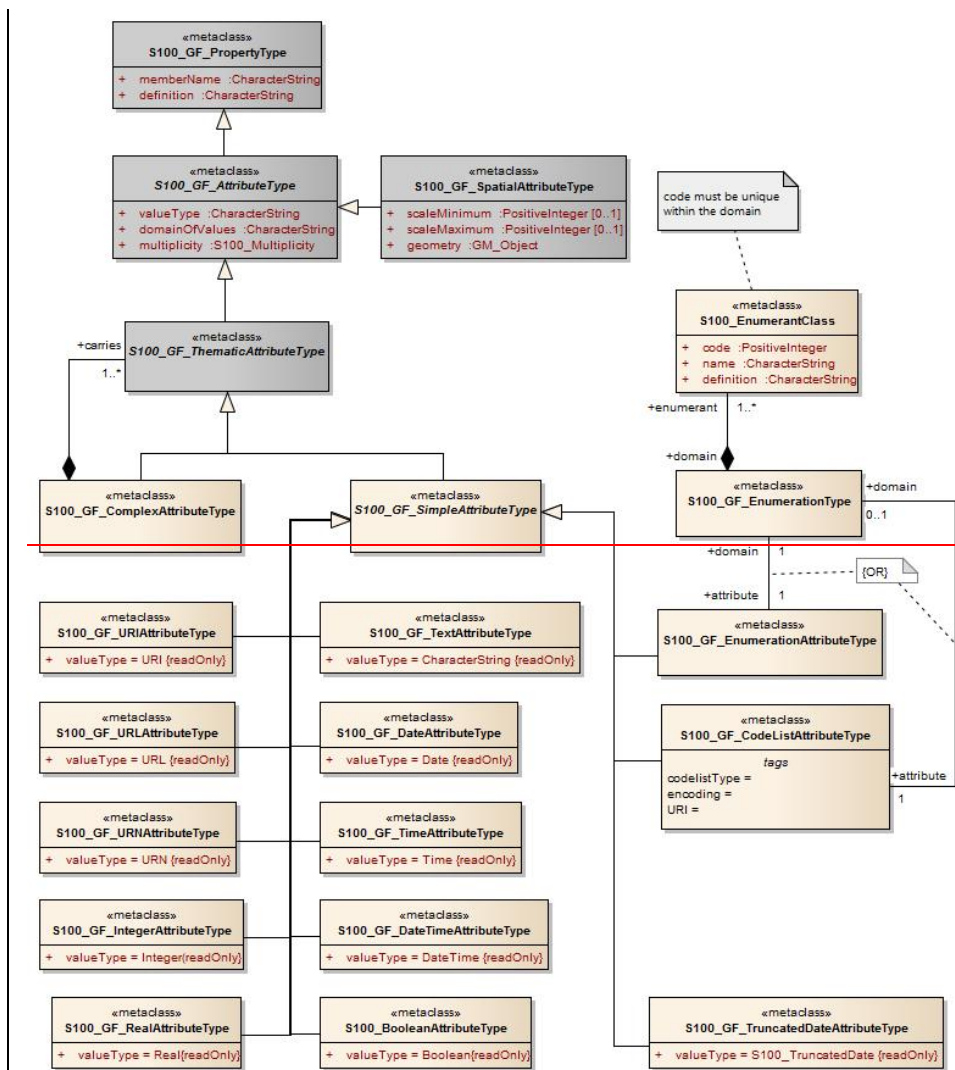 «metaclass»
S100_GF_PropertyType
+ memberName :CharacterString
+ definition :CharacterString
«metaclass»
S100_GF_AttributeType
+ valueType :CharacterString
+ domainOfValues :CharacterString
+ multiplicity :S100_Multiplicity
«metaclass»
S100_GF_SpatialAttributeType
+ scaleMinimum :PositiveInteger [0..1]
+ scaleMaximum :PositiveInteger [0..1]
+ geometry :GM_Object
code must be unique
within the domain
«metaclass»
S100_EnumerantClass
+ code :PositiveInteger
+ name :CharacterString
+ definition :CharacterString
«metaclass»
S100_GF_ThematicAttributeType
+carries
1..*
+enumerant 1..*
+domain
«metaclass»
S100_GF_ComplexAttributeType
«metaclass»
S100_GF_SimpleAttributeType
«metaclass»
S100_GF_EnumerationType
+domain
0..1
+domain 1
{OR}
+attribute 1
«metaclass»
S100_GF_EnumerationAttributeType
«metaclass»
S100_GF_URIAttributeType
+ valueType = URI {readOnly}
«metaclass»
S100_GF_TextAttributeType
+ valueType = CharacterString {readOnly}
«metaclass»
S100_GF_URLAttributeType
+ valueType = URL {readOnly}
«metaclass»
S100_GF_DateAttributeType
+ valueType = Date {readOnly}
«metaclass»
S100_GF_CodeListAttributeType
tags
codelistType =
encoding =
URI =
+attribute
1
«metaclass»
S100_GF_URNAttributeType
+ valueType = URN {readOnly}
«metaclass»
S100_GF_TimeAttributeType
+ valueType = Time {readOnly}
«metaclass»
S100_GF_IntegerAttributeType
+ valueType = Integer(readOnly}
«metaclass»
S100_GF_DateTimeAttributeType
+ valueType = DateTime {readOnly}
«metaclass»
S100_GF_RealAttributeType
+ valueType = Real{readOnly}
«metaclass»
S100_BooleanAttributeType
+ valueType = Boolean{readOnly}
«metaclass»
S100_GF_TruncatedDateAttributeType
+ valueType = S100_TruncatedDate {readOnly}